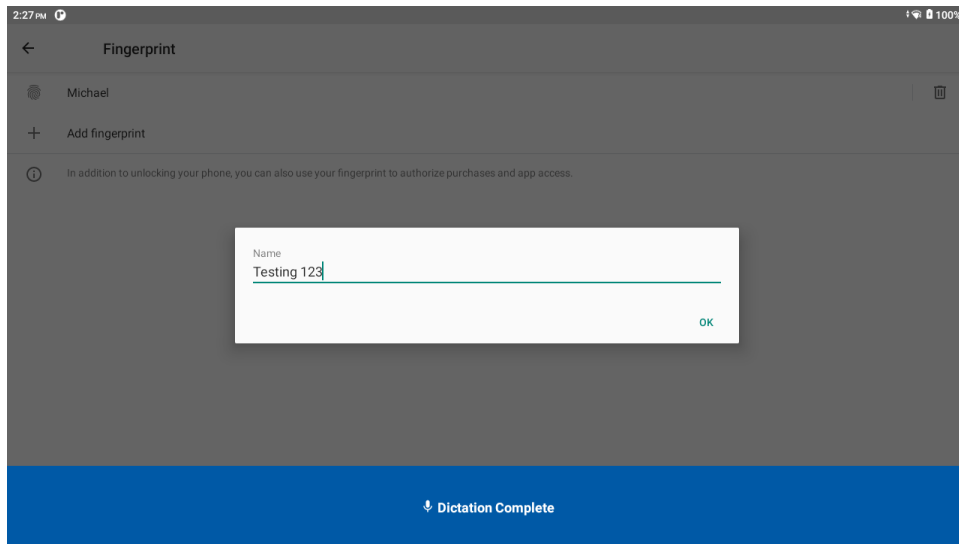 2:27 PM 100%
Fingerprint
Michael
Add fingerprint
In addition to unlocking your phone, you can also use your fingerprint to authorize purchases and app access.
Name
Testing 123
OK
Dictation Complete